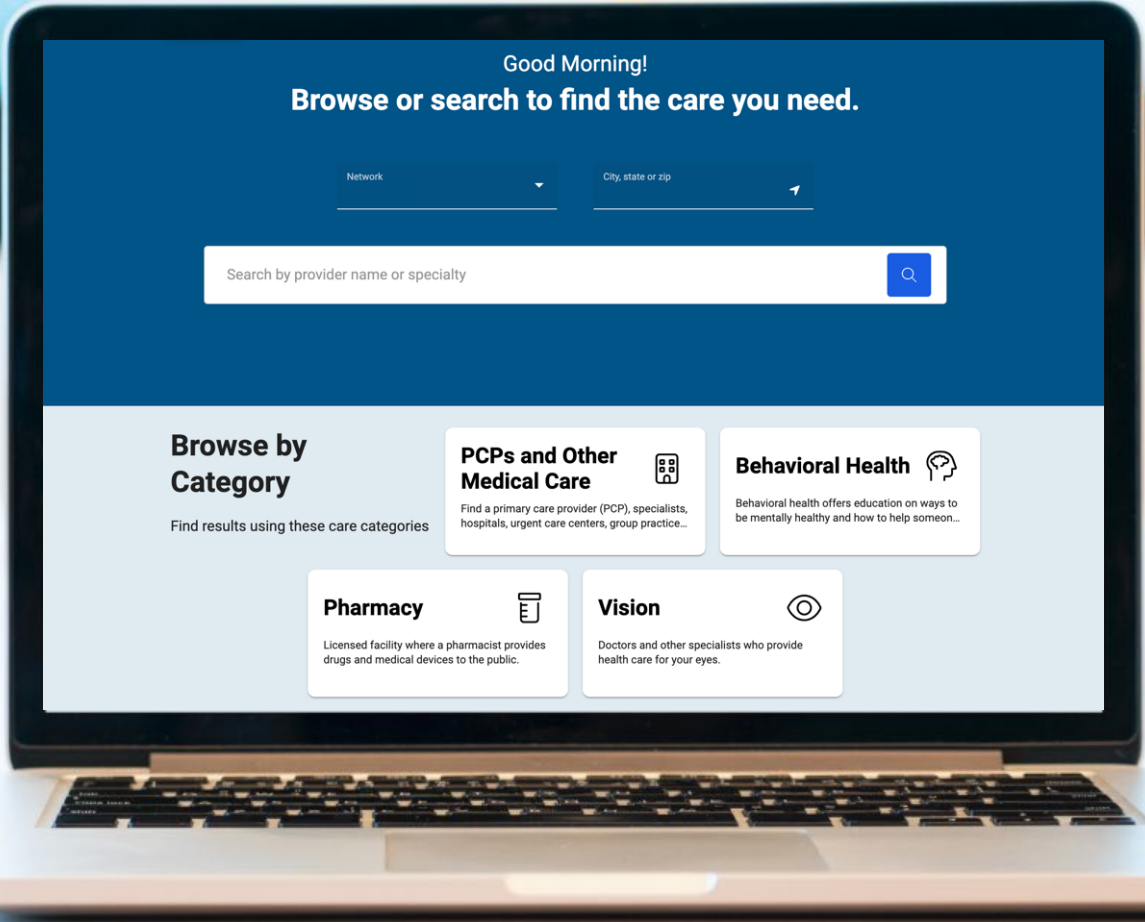 Good Morning!
Browse or search to find the care you need.
Network
City, state or zip
Search by provider name or specialty
Browse by
Category
Find results using these care categories
PCPs and Other
Medical Care
Find a primary care provider (PCP), specialists,
hospitals, urgent care centers, group practice...
Behavioral Health
Behavioral health offers education on ways to
be mentally healthy and how to help someon...
Pharmacy
Licensed facility where a pharmacist provides
drugs and medical devices to the public.
Vision
Doctors and other specialists who provide
health care for your eyes.